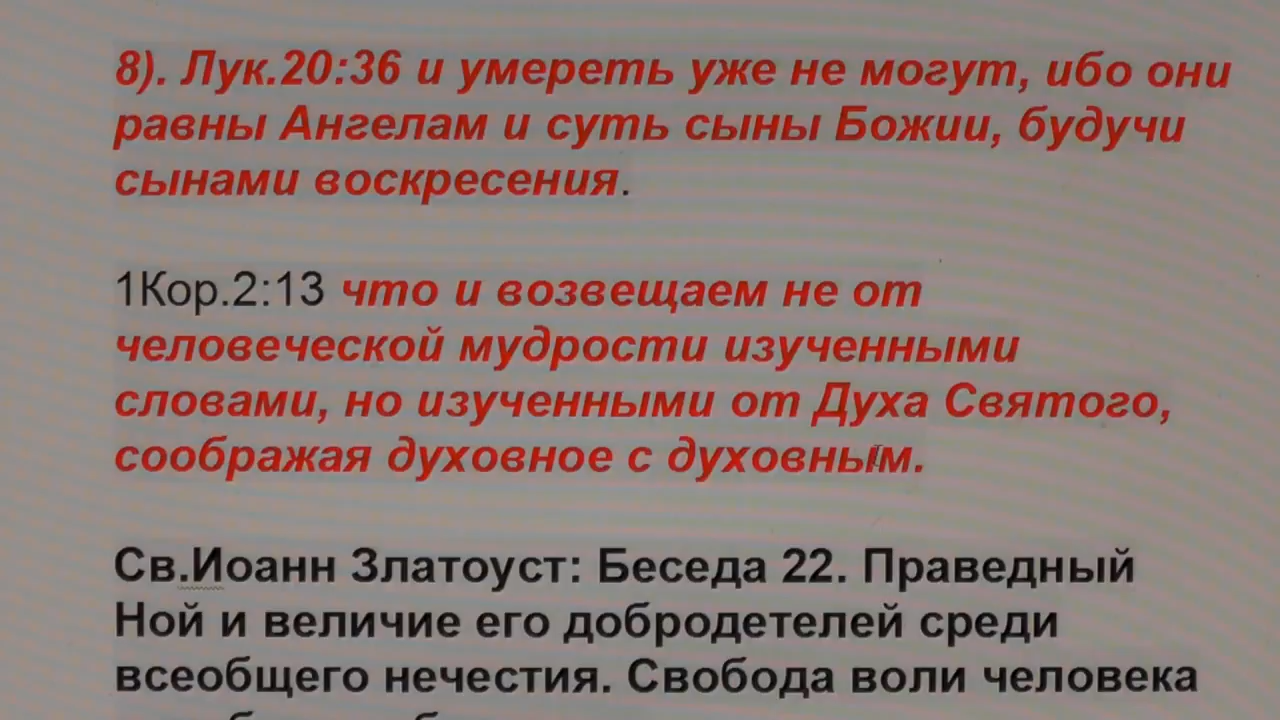 8). Лук.20:36 и умереть уже не могут, ибо они
равны Ангелам и суть сыны Божии, будучи
сынами воскресения.
1Кор.2:13 что и возвещаем не от
человеческой мудрости изученными
словами, но изученными от Духа Святого,
соображая духовное с духовным.
Св.Иоанн Златоуст: Беседа 22. Праведный
Ной и величие его добродетелей среди
всеобщего нечестия. Свобода воли человека